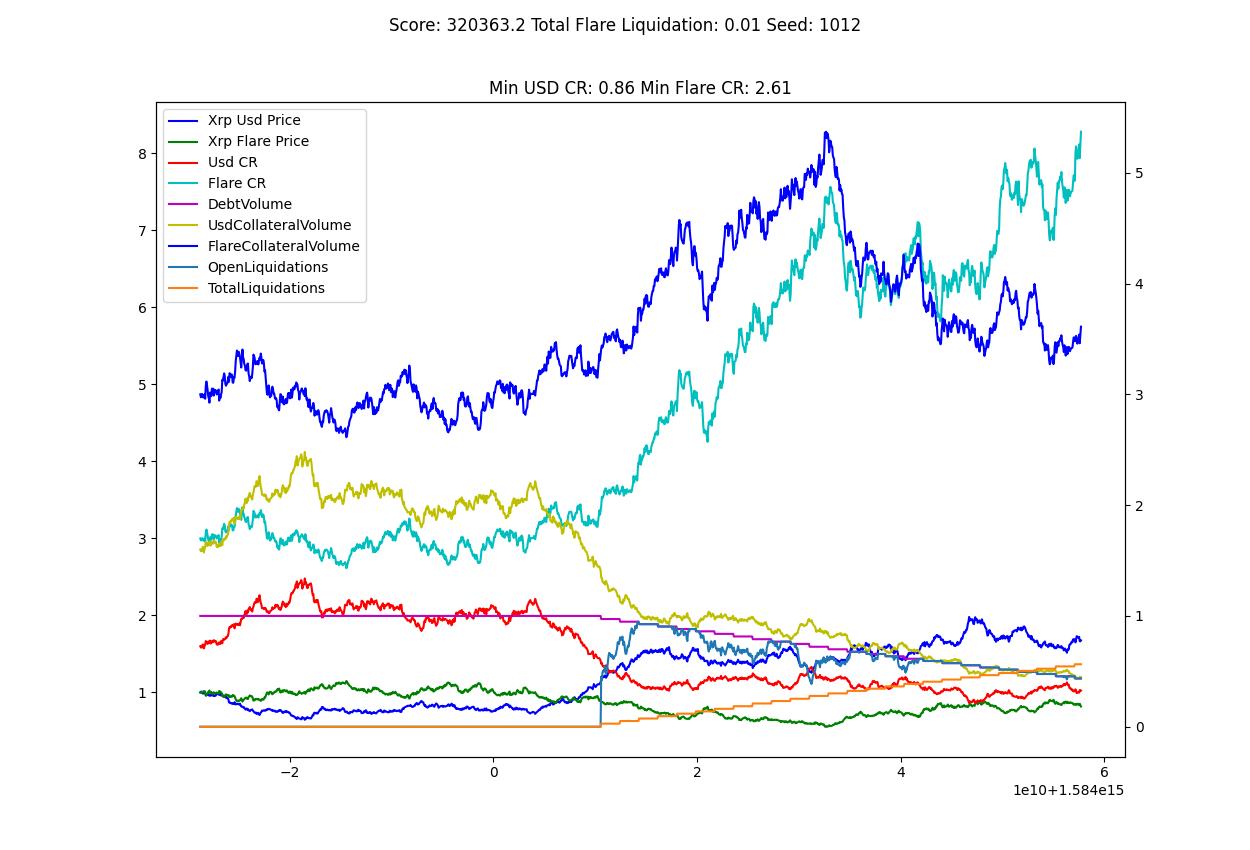 Score: 320363.2 Total Flare Liquidation: 0.01 Seed: 1012
Min USD CR: 0.86 Min Flare CR: 2.61
Xrp Usd Price
Xrp Flare Price
Usd CR
Flare CR
DebtVolume
UsdCollateralVolume
FlareCollateralVolume
OpenLiquidations
TotalLiquidations
8
7
6
5
4
3
2
1
5
4
3
2
1
0
−2
0
2
4
6
1e10+1.584e15